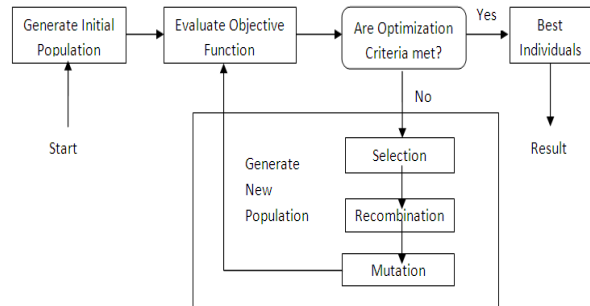 Generate Initial
Population
Evaluate Objective
Function
Are Optimization
Criteria met?
Yes
Best
Individuals
No
Start
Result
Generate
New
Population
Selection
Recombination
Mutation